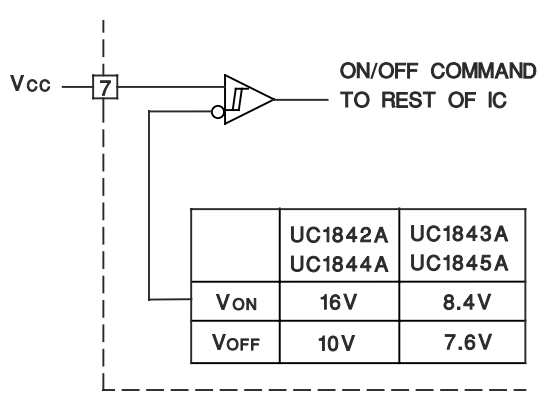 ON/OFF COMMAND
Vcc 7
TO REST OF IC
UC1842A UC1843A
UC1844A UC1845A
VON 16V 8.4V
VOFF 10V 7.6V